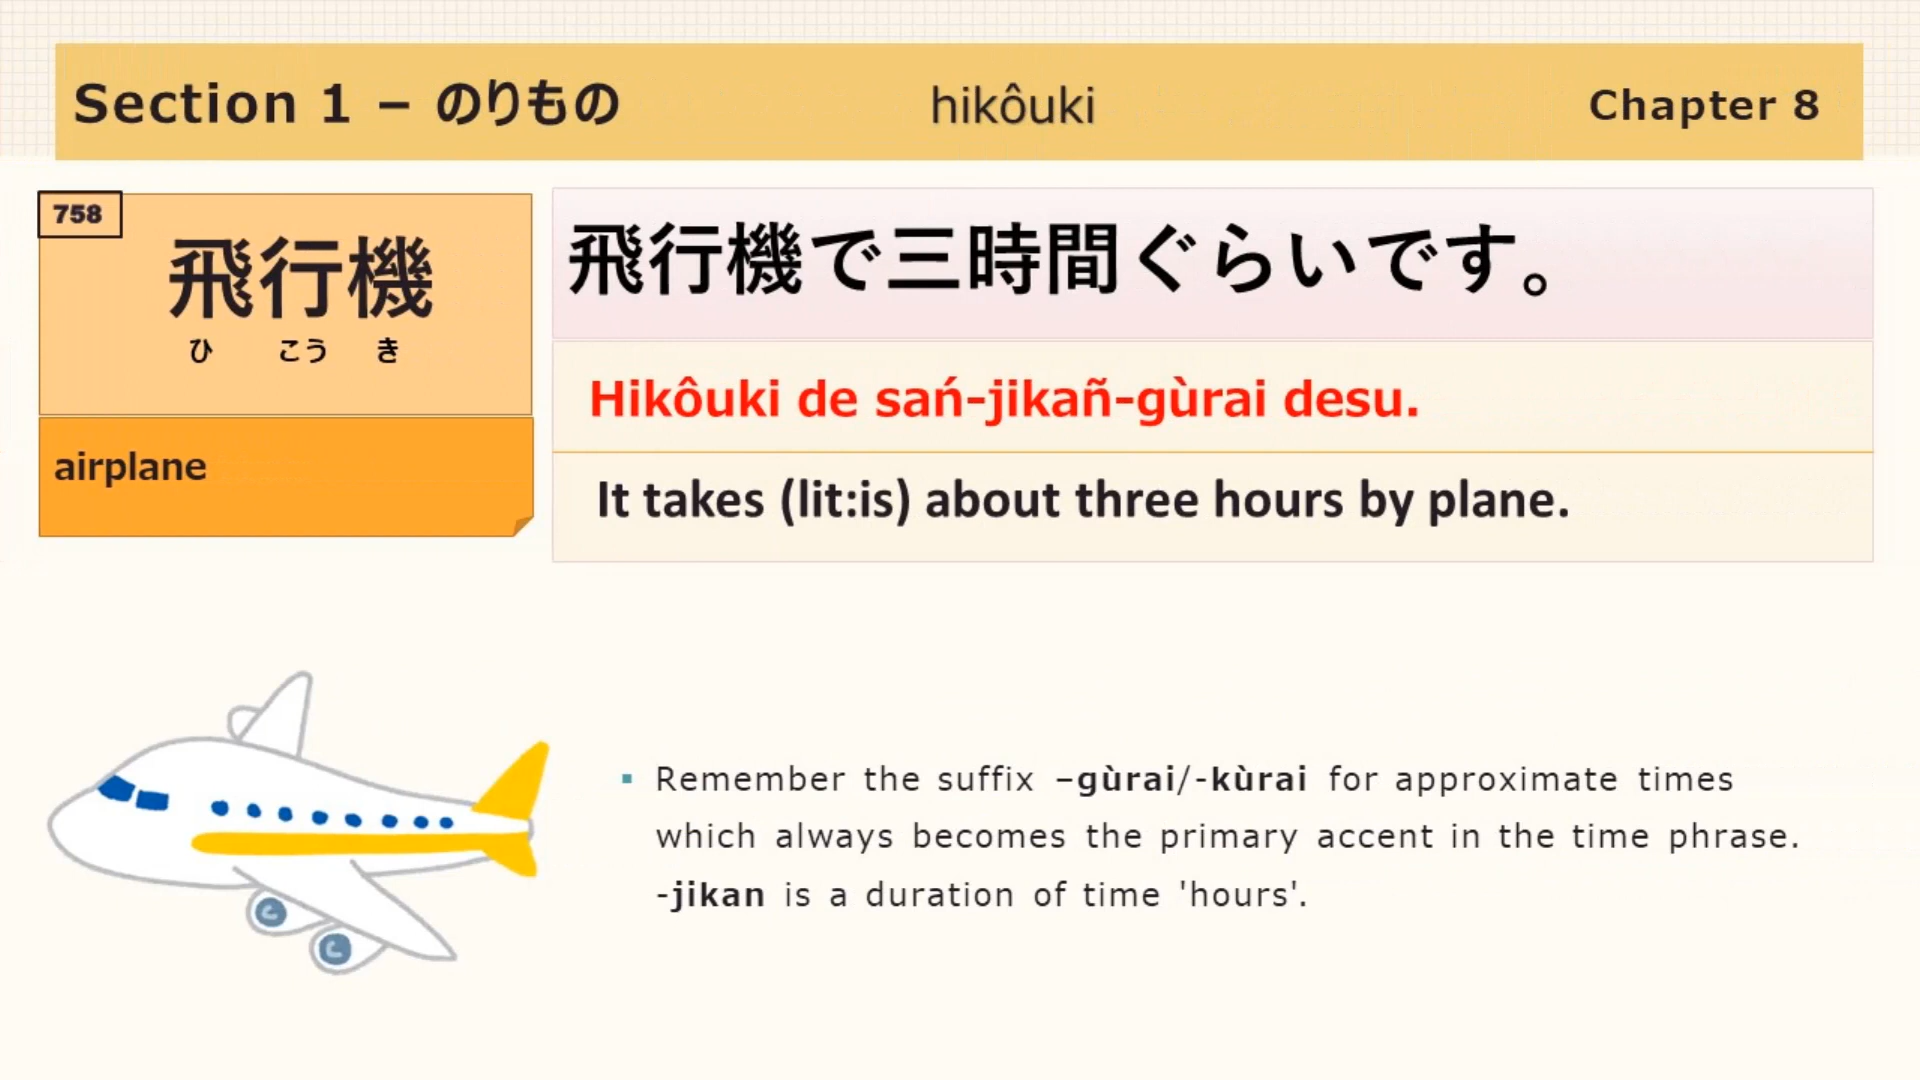 Section 1 – のりもの
hikôuki
Chapter 8
758
飛行機
ひ こう き
airplane
飛行機で三時間ぐらいです。
Hikôuki de sań-jikañ-gùrai desu.
It takes (lit:is) about three hours by plane.
▪ Remember the suffix –gùrai/-kùrai for approximate times
which always becomes the primary accent in the time phrase.
-jikan is a duration of time 'hours'.